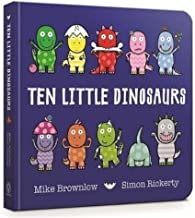 TEN LITTLE DINOSAURS
Mike Brownlow Simon Rickerty